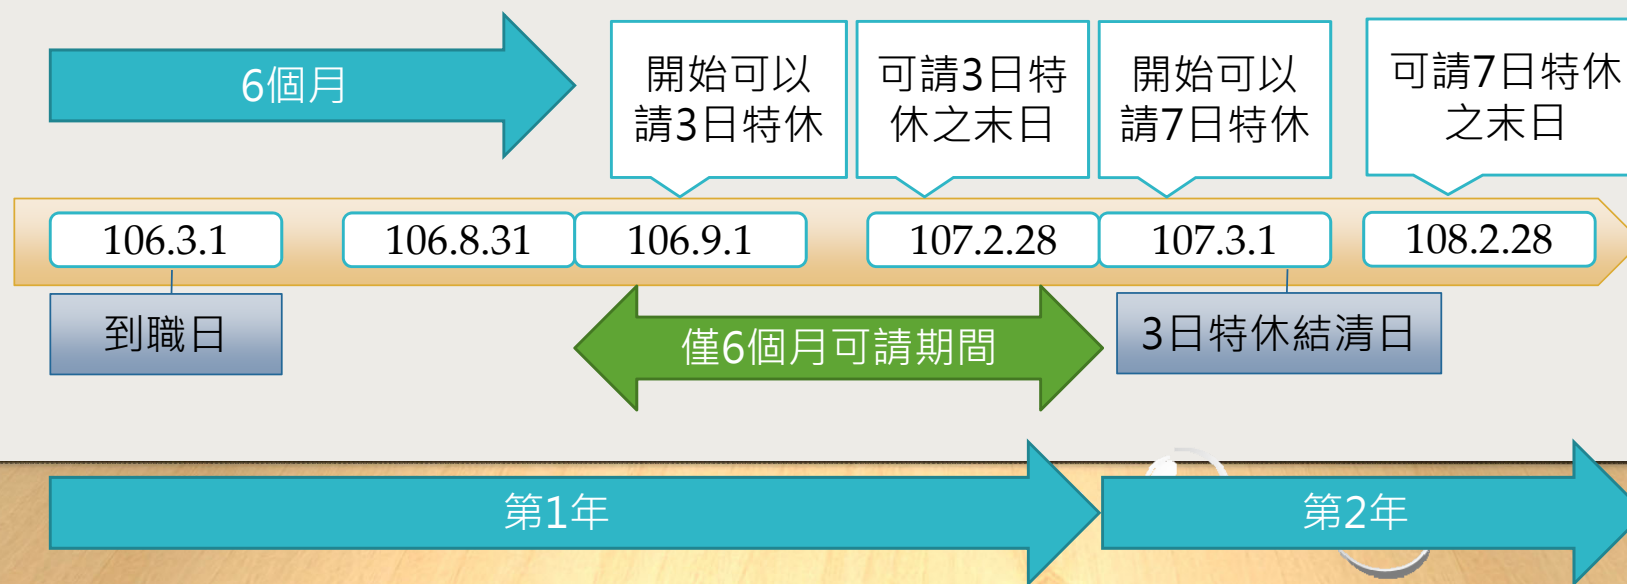 6個月
開始可以
請3日特休
可請3日特
休之末日
開始可以
請7日特休
可請7日特休
之末日
106.3.1
106.8.31
106.9.1
107.2.28
107.3.1
108.2.28
到職日
僅6個月可請期間
3日特休結清日
第1年
第2年